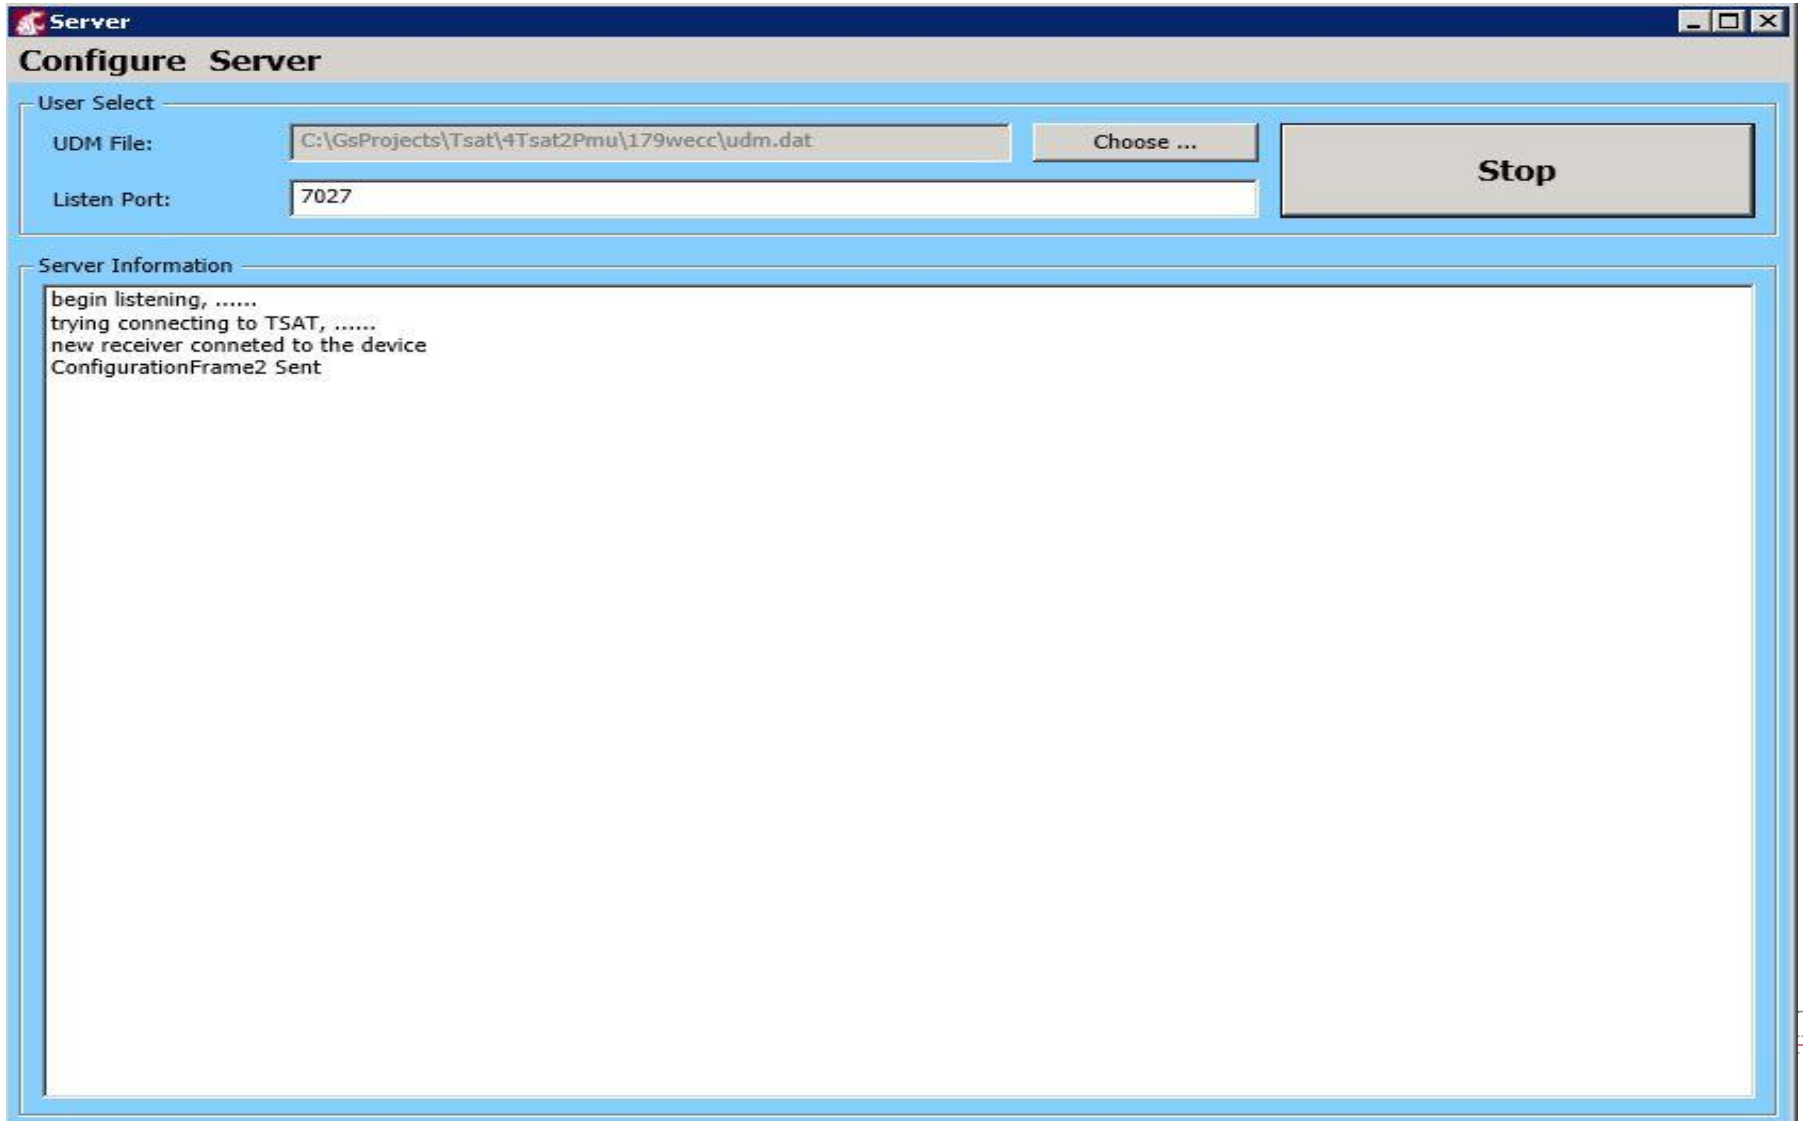 Server
Configure Server
User Select
UDM File:
C:\GsProjects\Tsat\4Tsat2Pmu\179wecc\udm.dat
Choose ...
Stop
Listen Port:
7027
Server Information
begin listening, ......
trying connecting to TSAT, ......
new receiver conneted to the device
ConfigurationFrame2 Sent